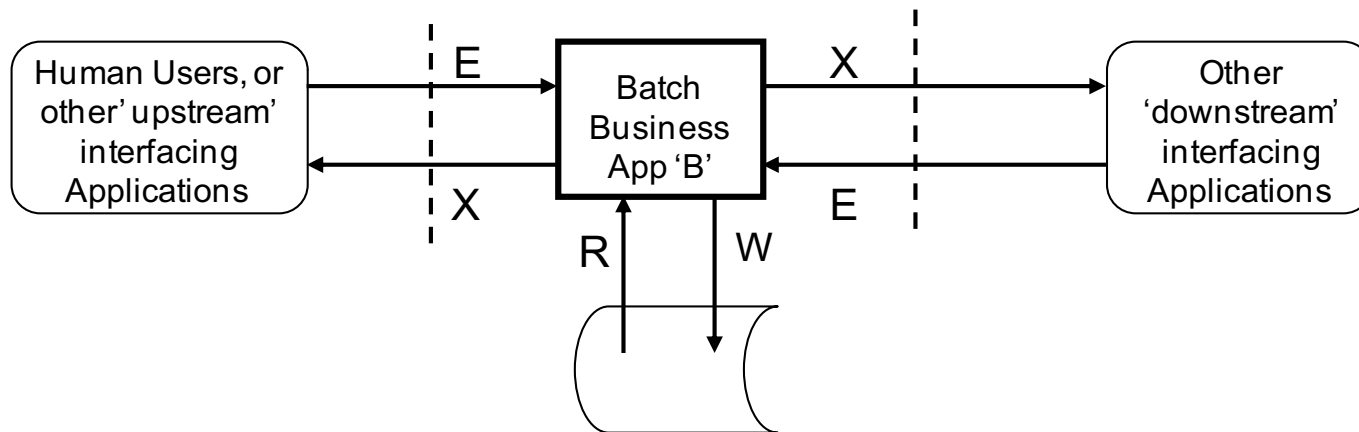 Human Users, or
other’ upstream’
interfacing
Applications
E
X
Batch
Business
App ‘B’
X
E
Other
‘downstream’
interfacing
Applications
R
W